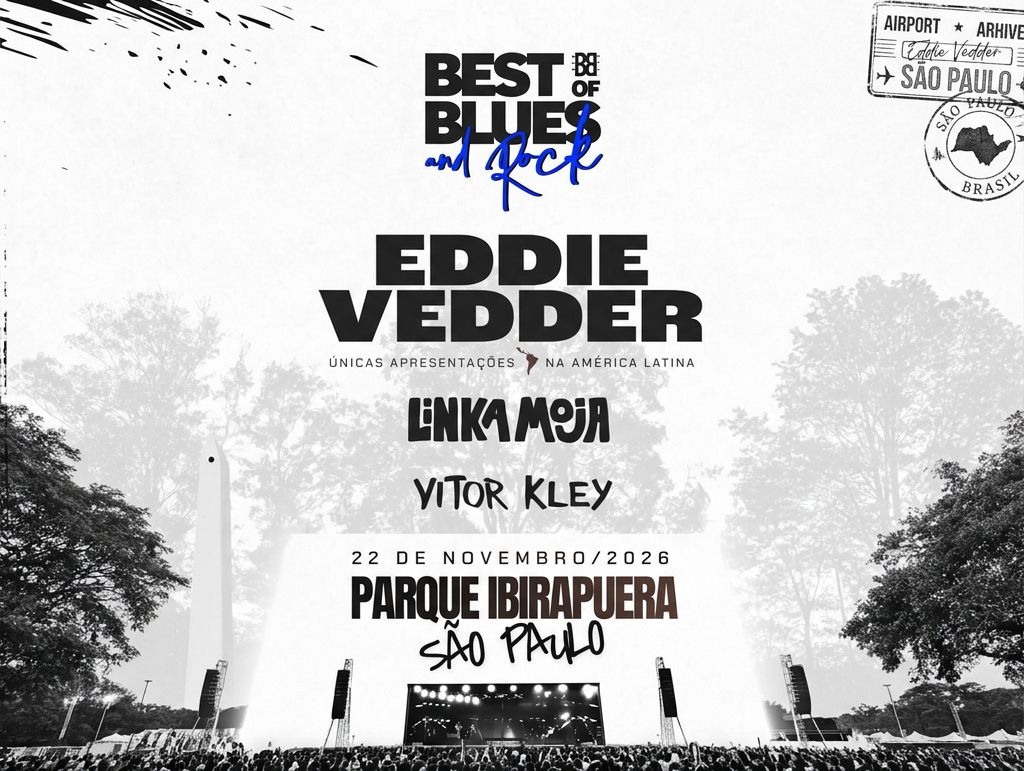 BEST
OF
BLUES
and Rock
AIRPORT ★ ARHIVE
Eddie Vedder
SÃO PAULO
SÃO PAULO
BRASIL
EDDIE
VEDDER
ÚNICAS APRESENTAÇÕES NA AMÉRICA LATINA
LINKA MOJA
VITOR KLEY
22 DE NOVEMBRO/2026
PARQUE IBIRAPUERA
SÃO PAULO